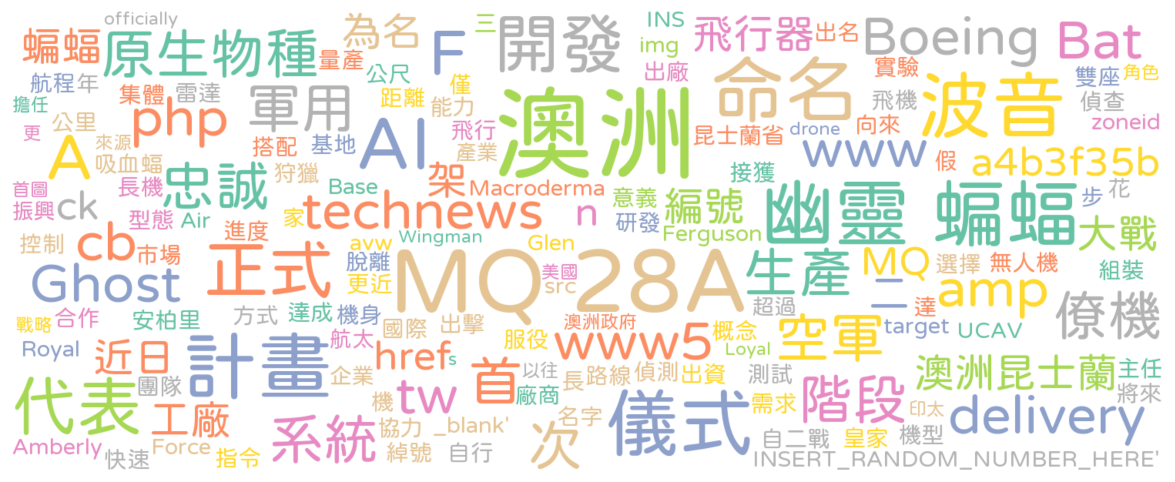 officially
三 INS
蝙蝠 原生物種 為名 F 開發 img 飛行器 出名 Boeing Bat
量產
航程 年 集體 雷達 公尺 僅 出廠 命名 實驗 雙座 角色
擔任 軍用 距離 能力 澳洲 飛機 波音 偵查
更 公里 php 飛行 昆士蘭省 drone 向來 zoneid
來源 搭配 基地 AI 產業 www 假
A 吸血蝠 狩獵 接獲 a4b3f35b
首圖 長機 忠誠 Base 架 Macroderma 意義 編號 步 花
振興 ck 型態 Air 家 technews n 研發 Ferguson 幽靈 蝙蝠 大戰
控制 cb 市場 進度 avw Wingman Glen
脫離 更近 MQ 28A 美國 src 生產 MQ 選擇 無人機 組裝
Ghost 正式 二 達 amp
戰略 合作 安柏里 方式 達成 機身 國際 出擊 澳洲政府 超過 僚機
航太 服役 概念 空軍 target UCAV
Royal 近日 計畫 href s www5 Loyal
企業 首 以往 長 路線 偵測 出資 測試 澳洲昆士蘭 主任
代表 團隊 機 tw 廠商 儀式 需求 階段 印太 將來
工廠 系統 協力 _blank' 次 名字 delivery
Amberly 快速 Force 指令 綽號 自行 自二戰 皇家 機型
INSERT_RANDOM_NUMBER_HERE'